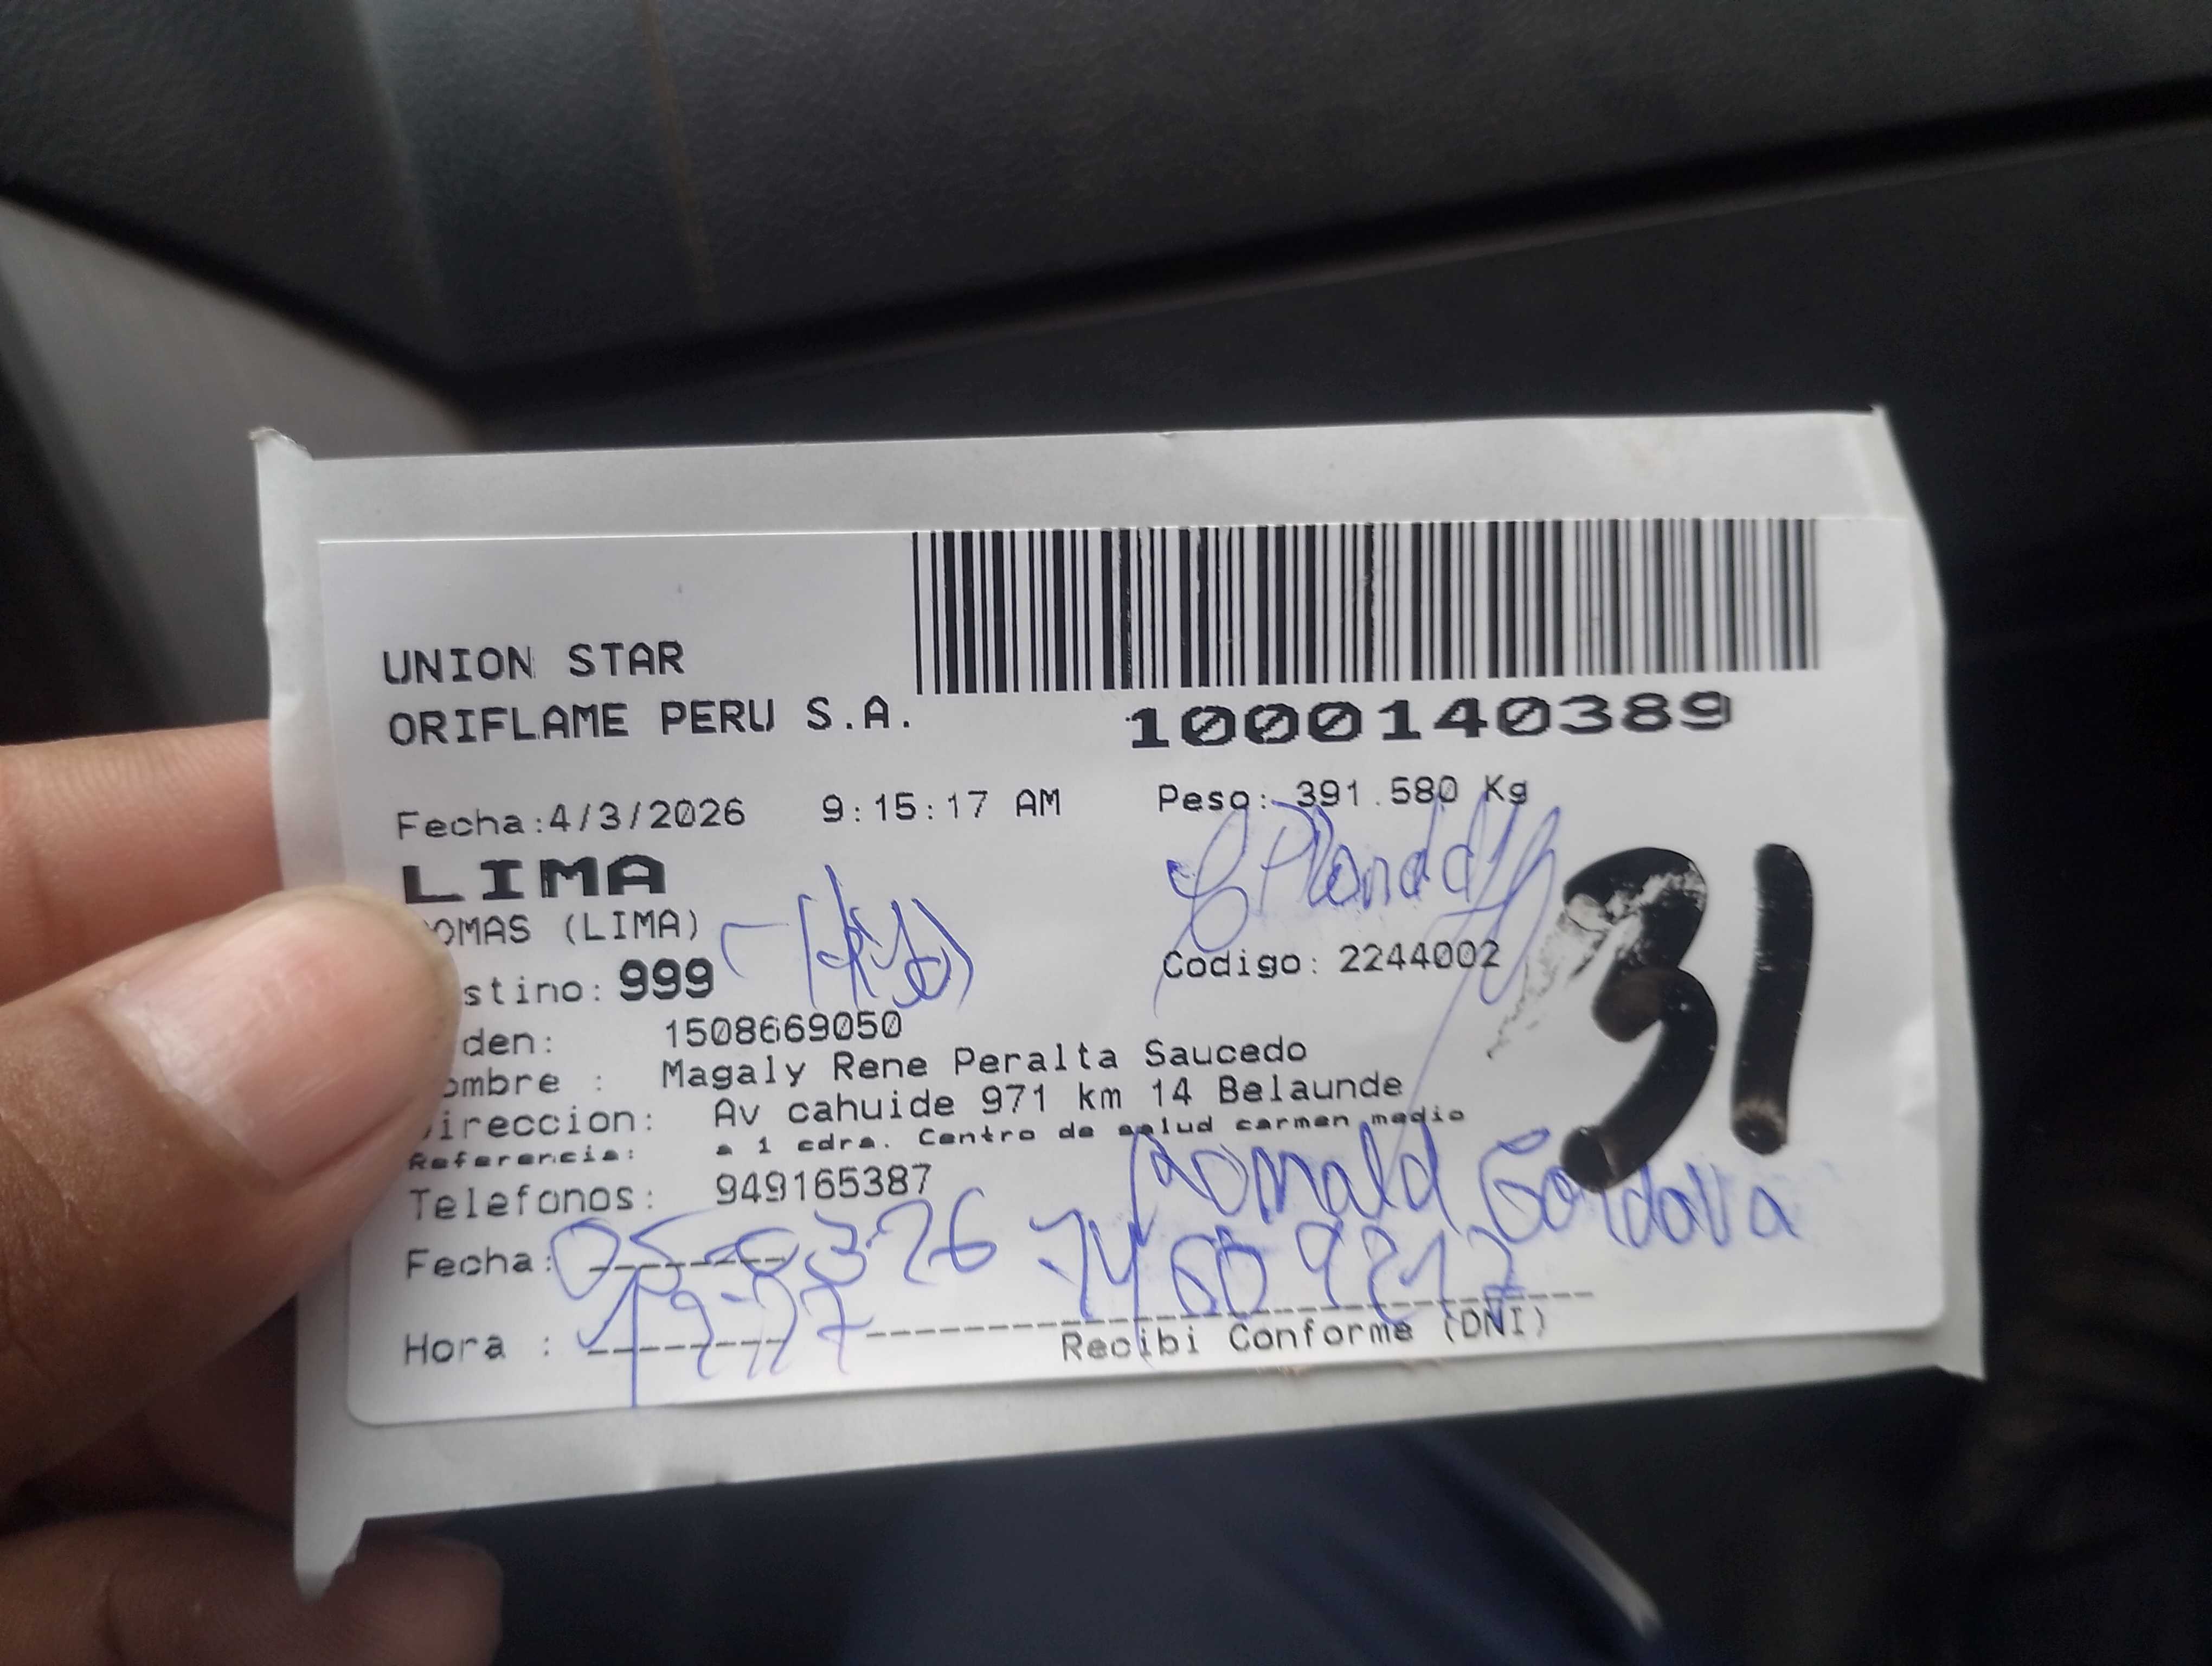 UNION STAR
ORIFLAME PERU S.A.
1000140389
Fecha:4/3/2026 9:15:17 AM Peso: 391.580 Kg
LIMA
OMAS (LIMA)
31
stino: 999 Codigo: 2244002
den: 1508669050
ombre : Magaly Rene Peralta Saucedo
ireccion: Av cahuide 971 km 14 Belaunde
Referencia: a 1 cdra. Centro de salud carmen medio
Telefonos: 949165387
Ronald Cordova
Fecha: 05-03-26
Hora :
Recibi Conforme (DNI)